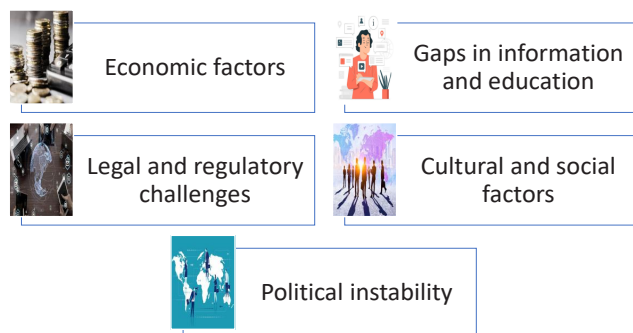 Economic factors
Gaps in information
and education
Legal and regulatory
challenges
Cultural and social
factors
Political instability